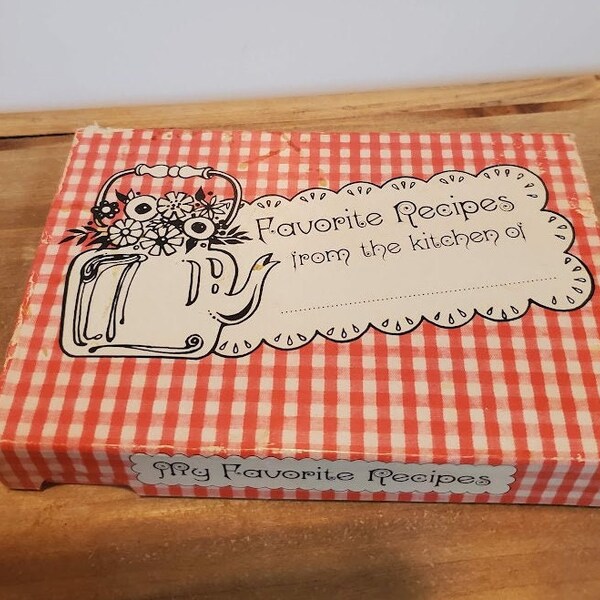 Favorite Recipes
from the kitchen of
My Favorite Recipes